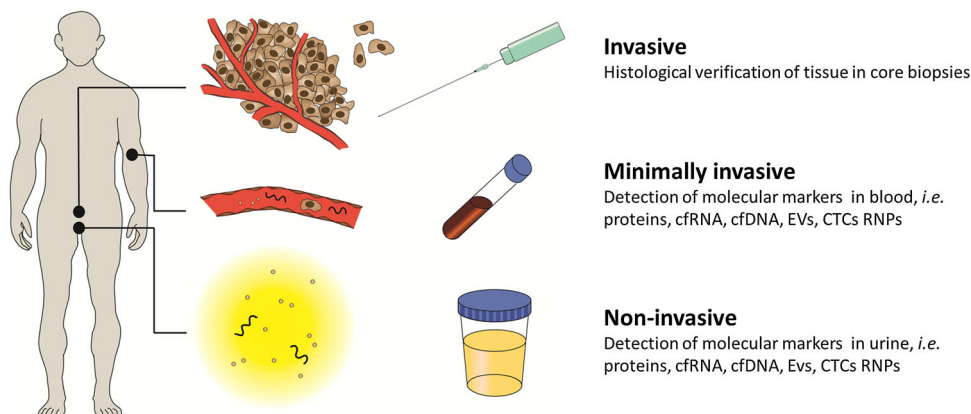 Invasive
Histological verification of tissue in core biopsies
Minimally invasive
Detection of molecular markers in blood, i.e.
proteins, cfRNA, cfDNA, EVs, CTCs RNPs
Non-invasive
Detection of molecular markers in urine, i.e.
proteins, cfRNA, cfDNA, Evs, CTCs RNPs